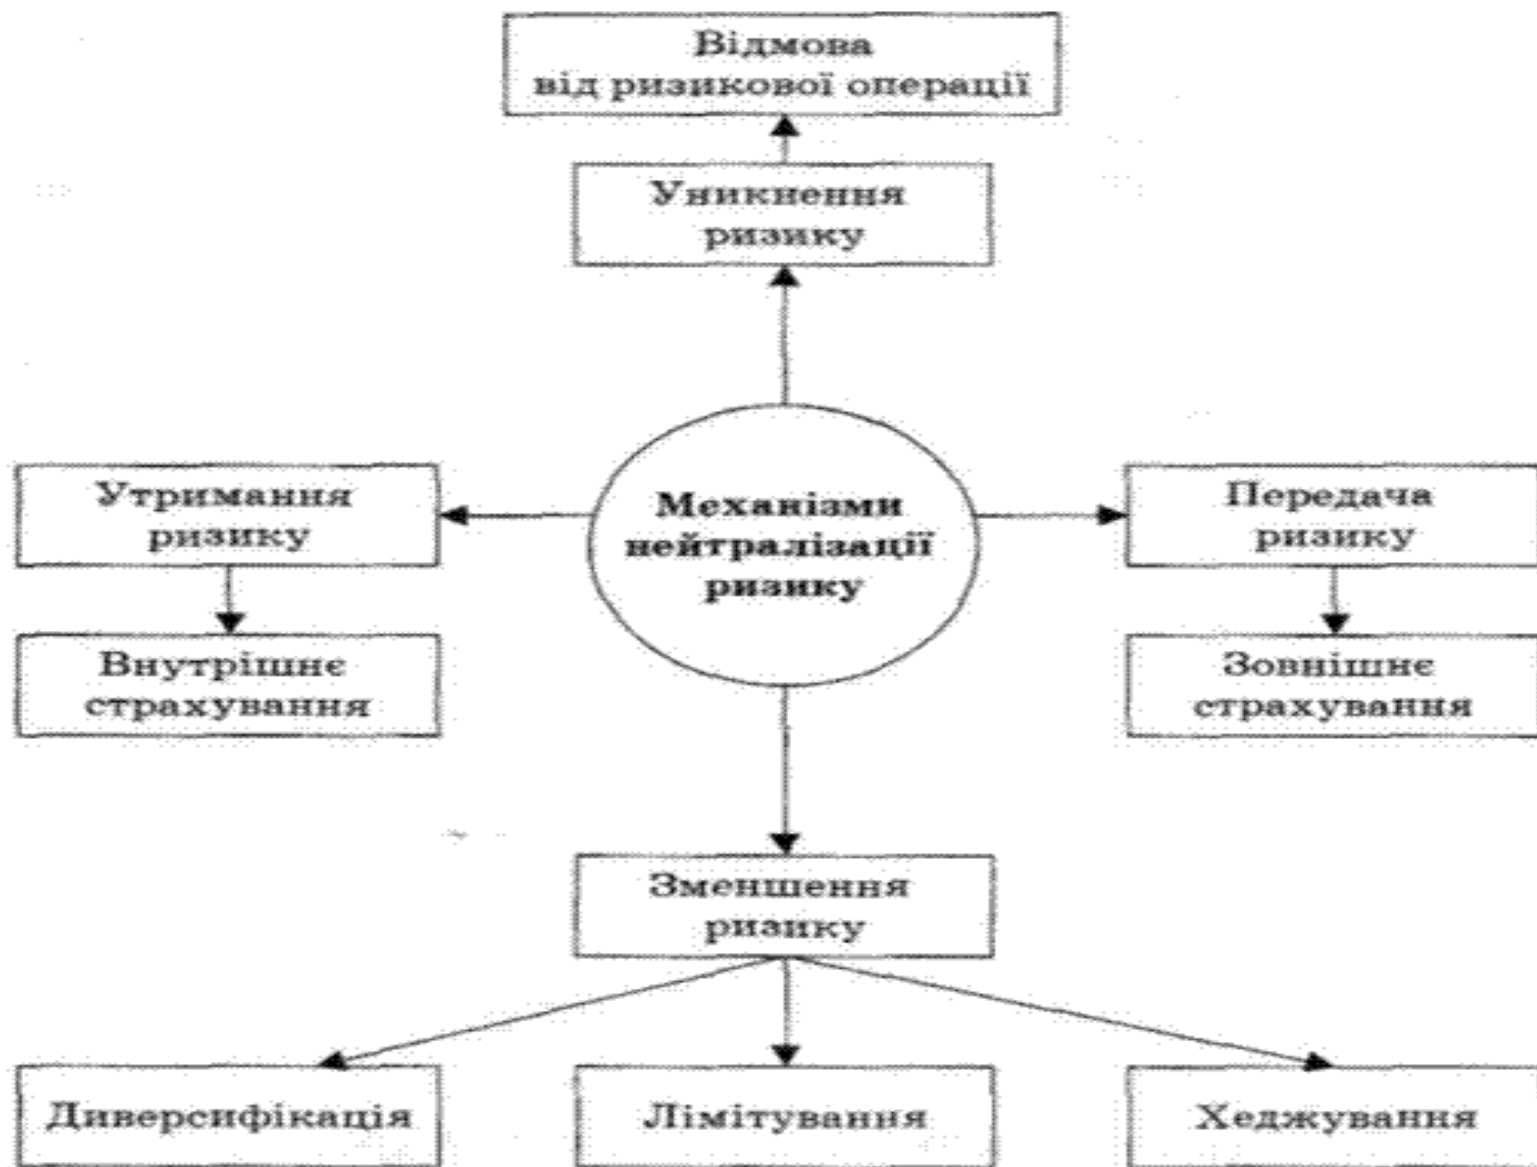 Відмова
від ризикової операції
Уникнення
ризику
Утримання
ризику
Механізми
нейтралізації
ризику
Передача
ризику
Внутрішнє
страхування
Зовнішнє
страхування
Зменшення
ризику
Диверсифікація
Лімітування
Хеджування